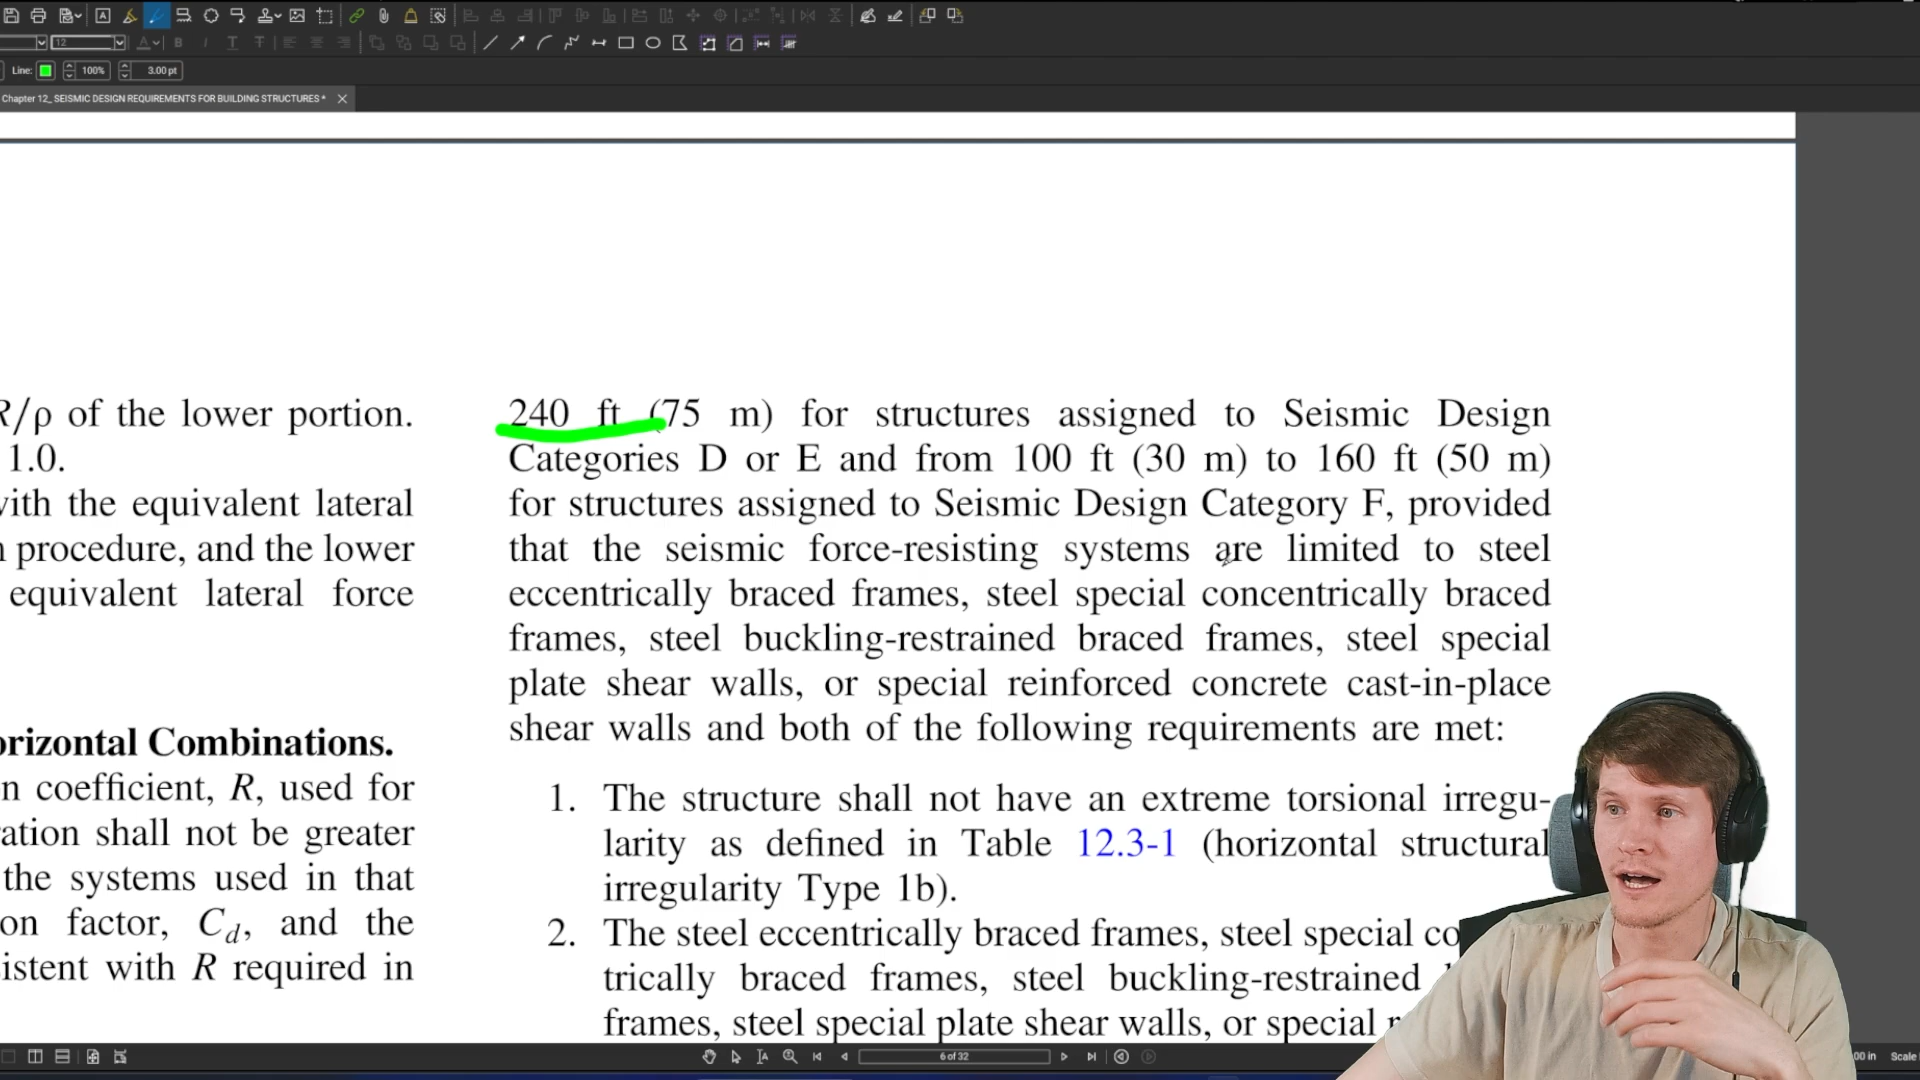 12
Line: 100% 3.00 pt
Chapter 12_ SEISMIC DESIGN REQUIREMENTS FOR BUILDING STRUCTURES *
R/ρ of the lower portion.
1.0.
with the equivalent lateral
procedure, and the lower
equivalent lateral force
orizontal Combinations.
n coefficient, R, used for
ration shall not be greater
the systems used in that
on factor, Cd, and the
istent with R required in
240 ft (75 m) for structures assigned to Seismic Design
Categories D or E and from 100 ft (30 m) to 160 ft (50 m)
for structures assigned to Seismic Design Category F, provided
that the seismic force-resisting systems are limited to steel
eccentrically braced frames, steel special concentrically braced
frames, steel buckling-restrained braced frames, steel special
plate shear walls, or special reinforced concrete cast-in-place
shear walls and both of the following requirements are met:
1. The structure shall not have an extreme torsional irregu-
larity as defined in Table 12.3-1 (horizontal structural
irregularity Type 1b).
2. The steel eccentrically braced frames, steel special co
trically braced frames, steel buckling-restrained
frames, steel special plate shear walls, or special
6 of 32
00 in Scale